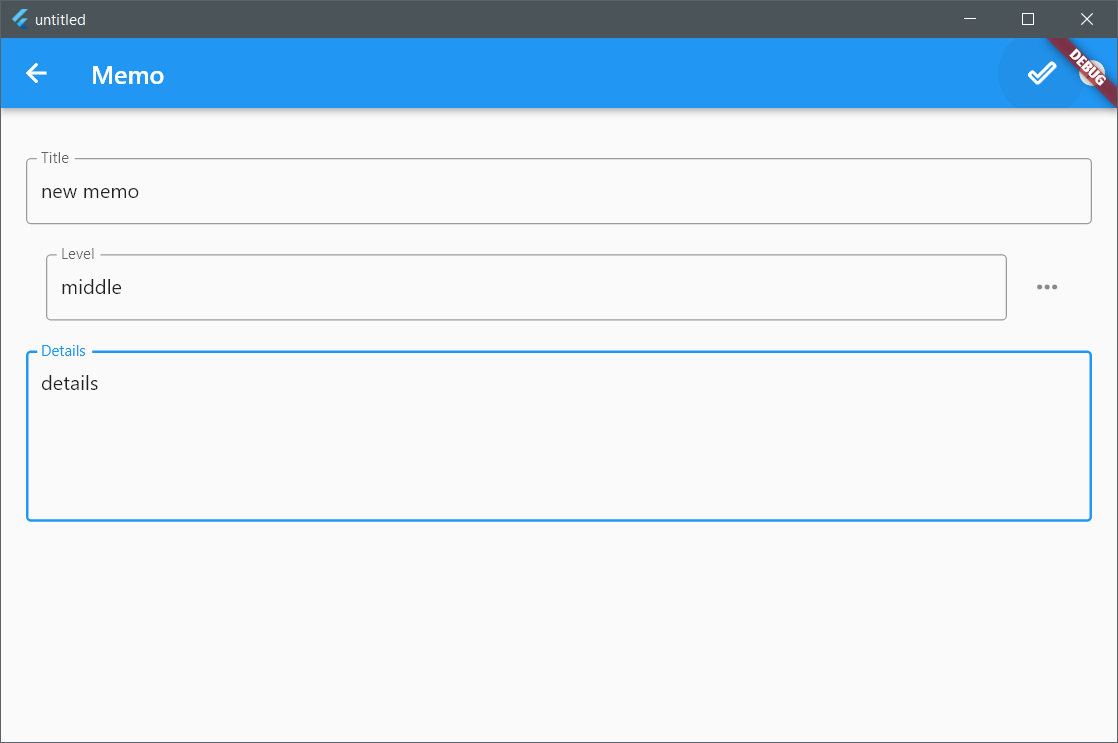 untitled
Memo
DEBUG
Title
new memo
Level
middle
Details
details